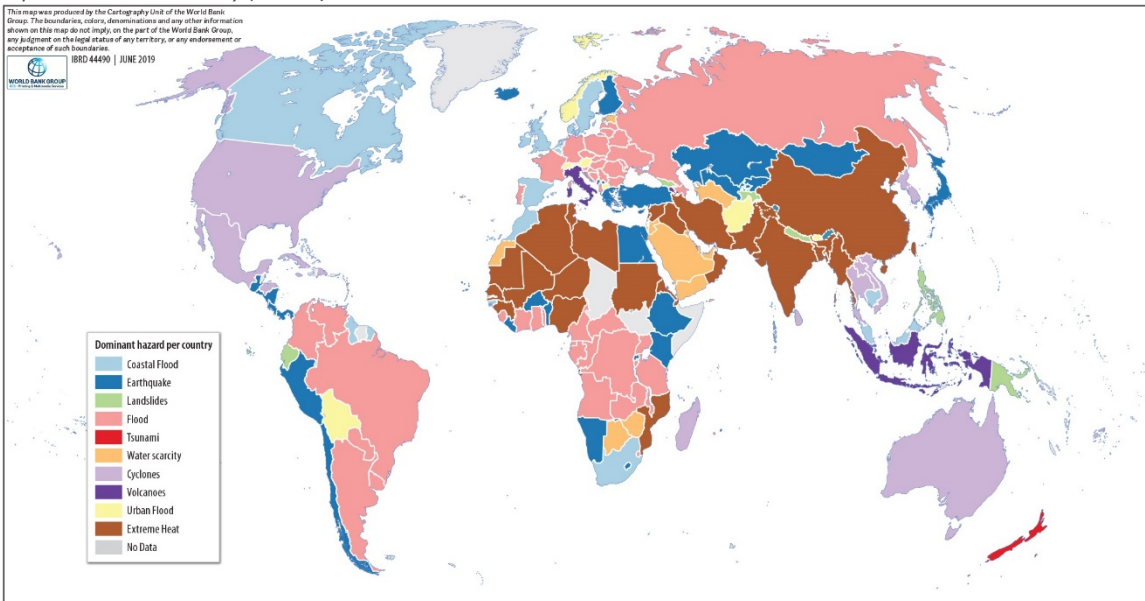 This map was produced by the Cartography Unit of the World Bank
Group. The boundaries, colors, denominations and any other information
shown on this map do not imply, on the part of the World Bank Group,
any judgment on the legal status of any territory, or any endorsement or
acceptance of such boundaries.
WORLD BANK GROUP
IBRD 44490 | JUNE 2019
Dominant hazard per country
Coastal Flood
Earthquake
Landslides
Flood
Tsunami
Water scarcity
Cyclones
Volcanoes
Urban Flood
Extreme Heat
No Data